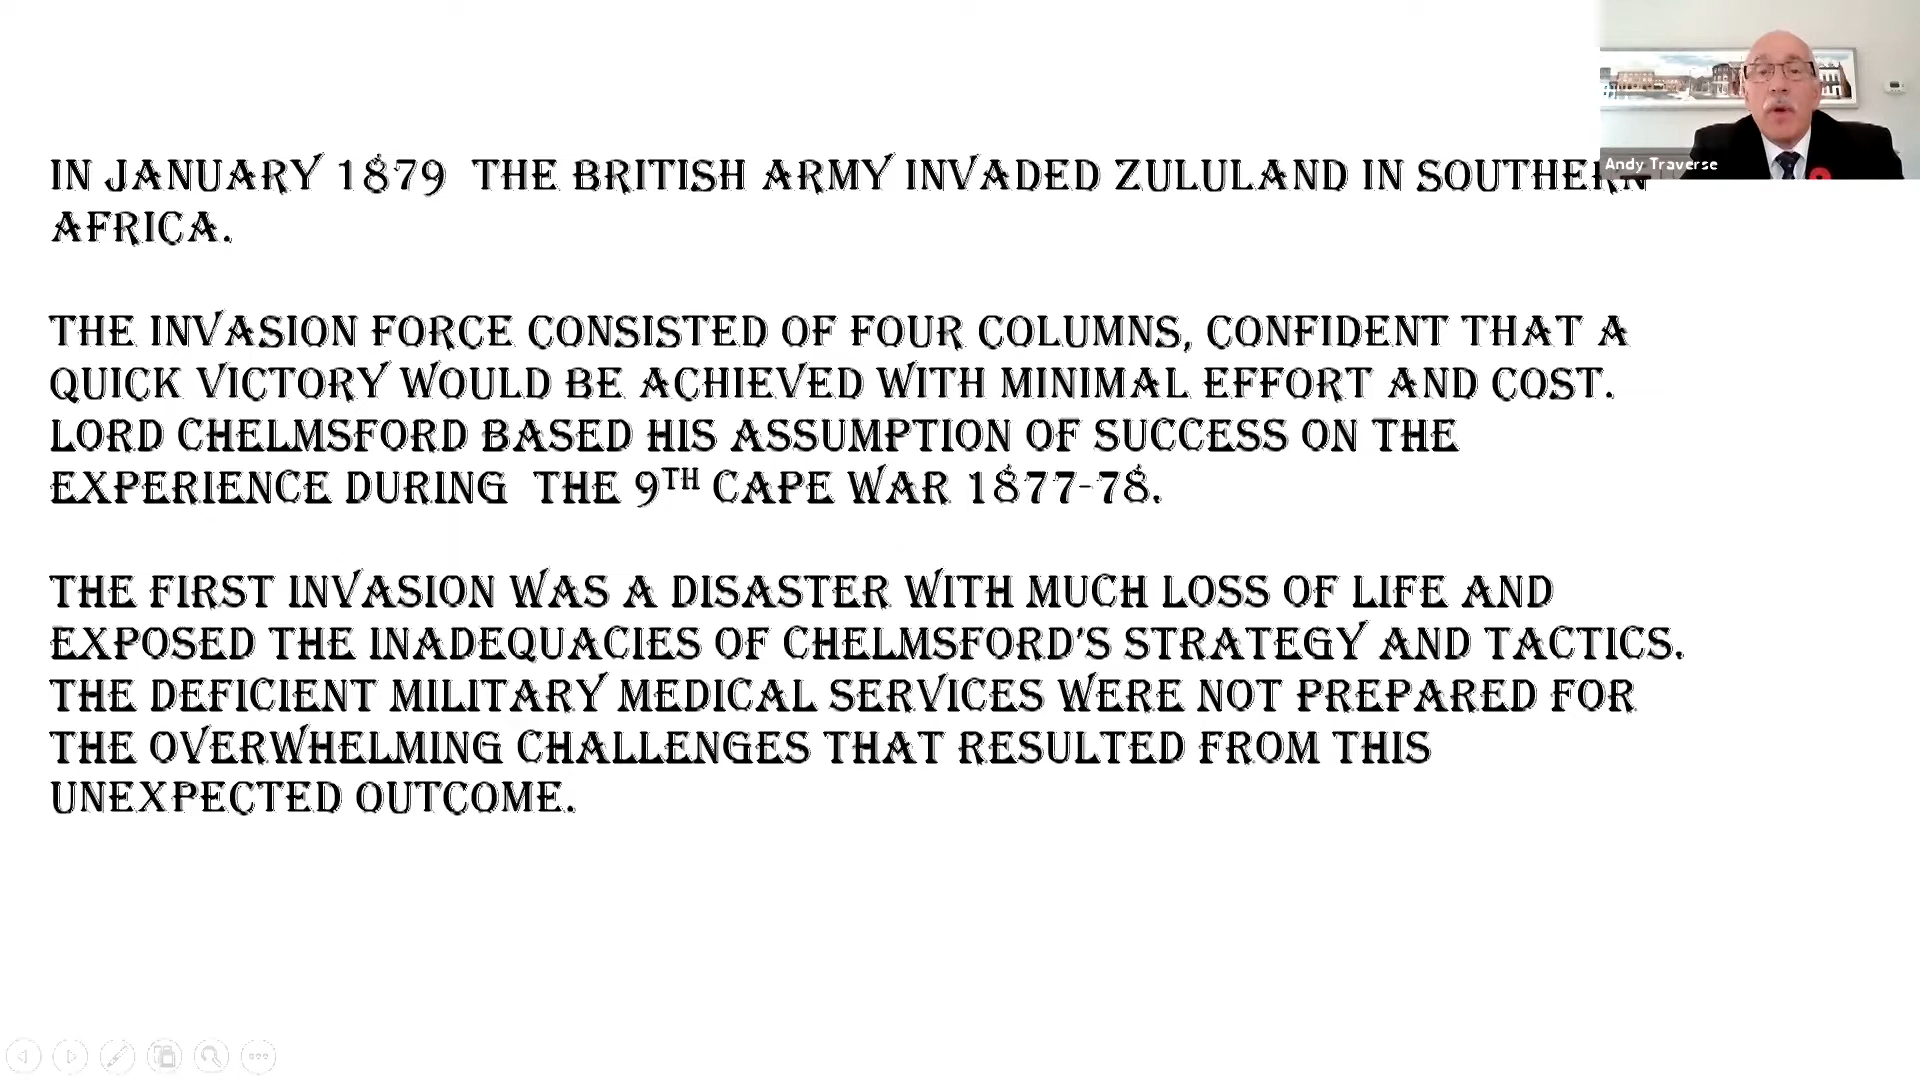 IN JANUARY 1879 THE BRITISH ARMY INVADED ZULULAND IN SOUTHERN
AFRICA.
THE INVASION FORCE CONSISTED OF FOUR COLUMNS, CONFIDENT THAT A
QUICK VICTORY WOULD BE ACHIEVED WITH MINIMAL EFFORT AND COST.
LORD CHELMSFORD BASED HIS ASSUMPTION OF SUCCESS ON THE
EXPERIENCE DURING THE 9TH CAPE WAR 1877-78.
THE FIRST INVASION WAS A DISASTER WITH MUCH LOSS OF LIFE AND
EXPOSED THE INADEQUACIES OF CHELMSFORD'S STRATEGY AND TACTICS.
THE DEFICIENT MILITARY MEDICAL SERVICES WERE NOT PREPARED FOR
THE OVERWHELMING CHALLENGES THAT RESULTED FROM THIS
UNEXPECTED OUTCOME.
Andy Traverse